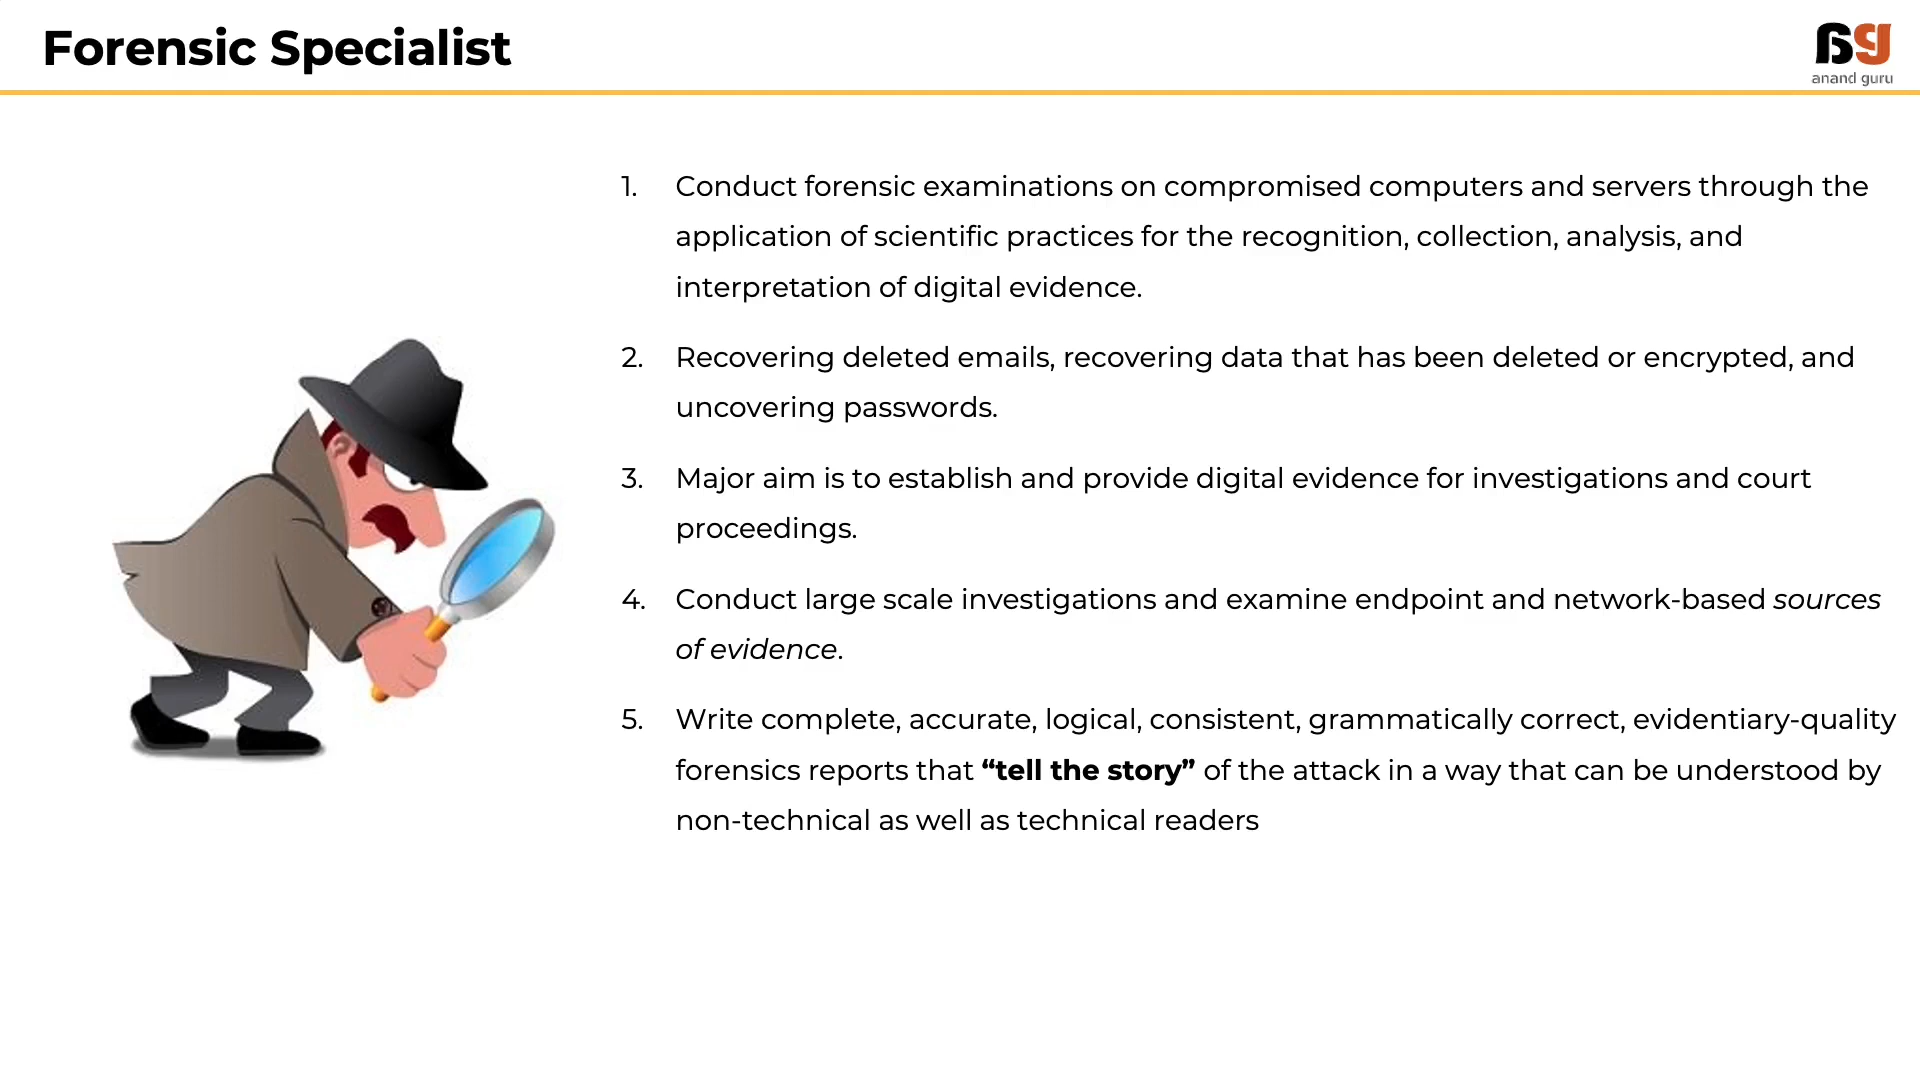 Forensic Specialist
anand guru
1. Conduct forensic examinations on compromised computers and servers through the
application of scientific practices for the recognition, collection, analysis, and
interpretation of digital evidence.
2. Recovering deleted emails, recovering data that has been deleted or encrypted, and
uncovering passwords.
3. Major aim is to establish and provide digital evidence for investigations and court
proceedings.
4. Conduct large scale investigations and examine endpoint and network-based sources
of evidence.
5. Write complete, accurate, logical, consistent, grammatically correct, evidentiary-quality
forensics reports that “tell the story” of the attack in a way that can be understood by
non-technical as well as technical readers